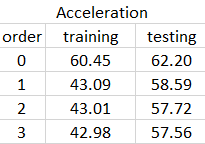 Acceleration
order training testing
0 60.45 62.20
1 43.09 58.59
2 43.01 57.72
3 42.98 57.56